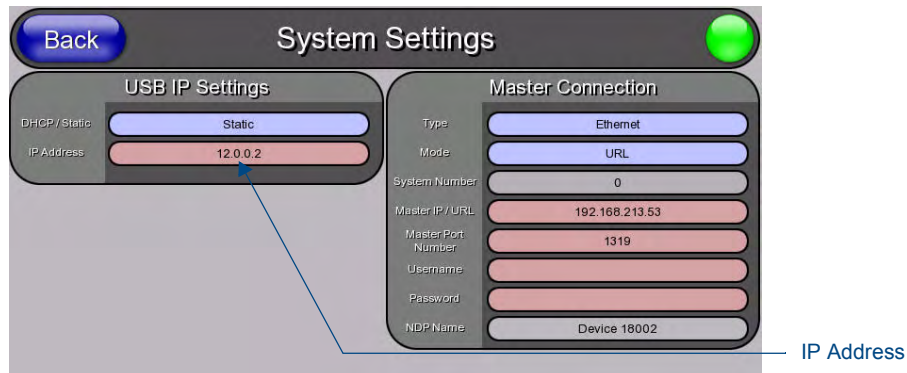 Back
System Settings
USB IP Settings
DHCP / Static
Static
IP Address
12.0.0.2
Master Connection
Type
Ethernet
Mode
URL
System Number
0
Master IP / URL
192.168.213.53
Master Port
Number
1319
Username
Password
NDP Name
Device 18002
IP Address